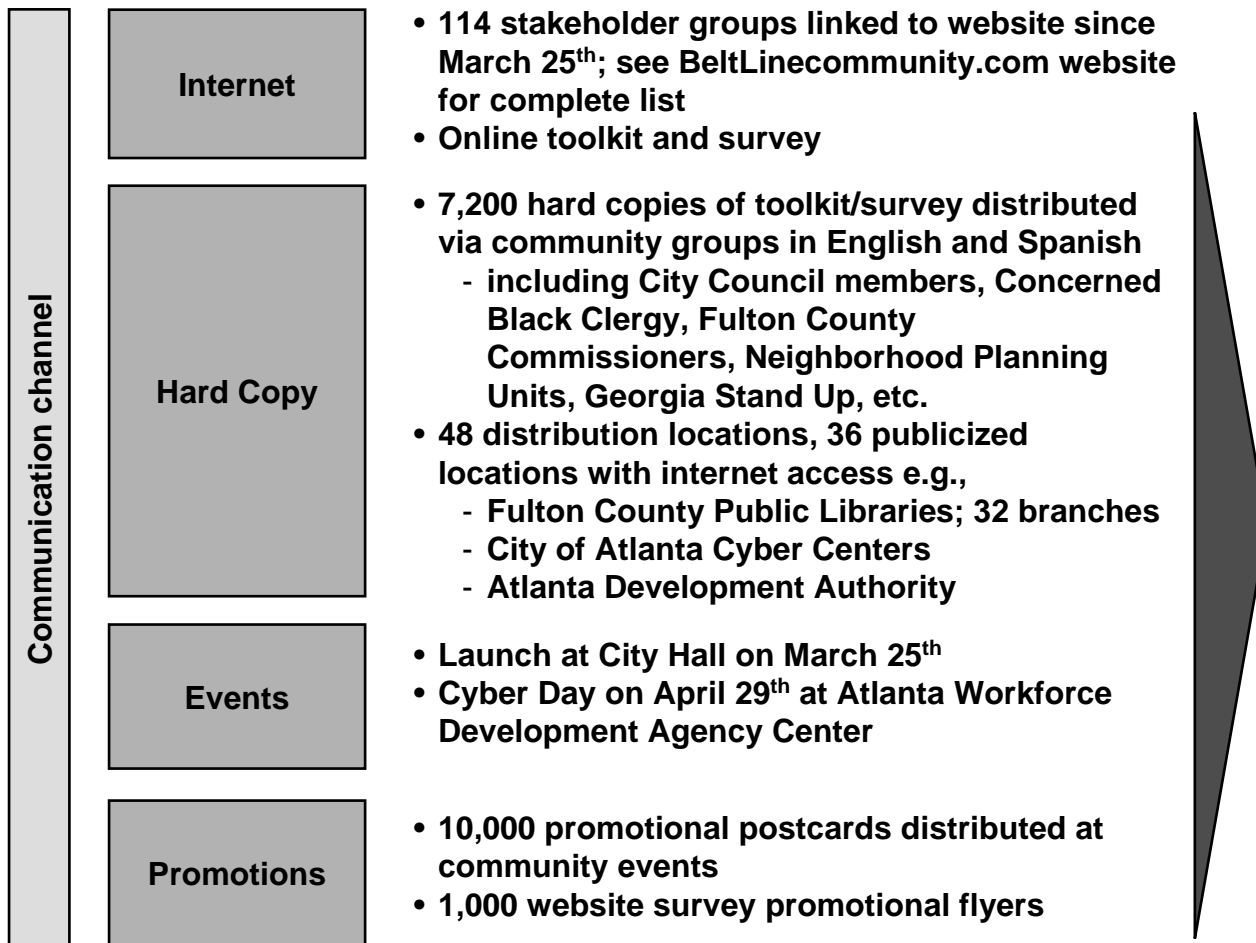 Communication channel
Internet
• 114 stakeholder groups linked to website since
March 25th; see BeltLinecommunity.com website
for complete list
• Online toolkit and survey
Hard Copy
• 7,200 hard copies of toolkit/survey distributed
via community groups in English and Spanish
- including City Council members, Concerned
Black Clergy, Fulton County
Commissioners, Neighborhood Planning
Units, Georgia Stand Up, etc.
• 48 distribution locations, 36 publicized
locations with internet access e.g.,
- Fulton County Public Libraries; 32 branches
- City of Atlanta Cyber Centers
- Atlanta Development Authority
Events
• Launch at City Hall on March 25th
• Cyber Day on April 29th at Atlanta Workforce
Development Agency Center
Promotions
• 10,000 promotional postcards distributed at
community events
• 1,000 website survey promotional flyers